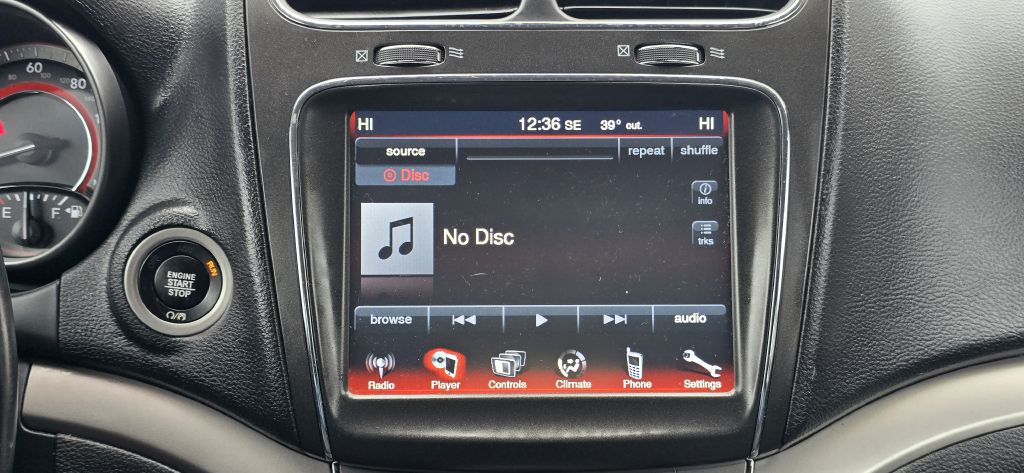 60
80
E F
ENGINE
START
STOP
RUN
HI 12:36 SE 39° out. HI
source repeat shuffle
Disc
info
No Disc
trks
browse audio
Radio Player Controls Climate Phone Settings